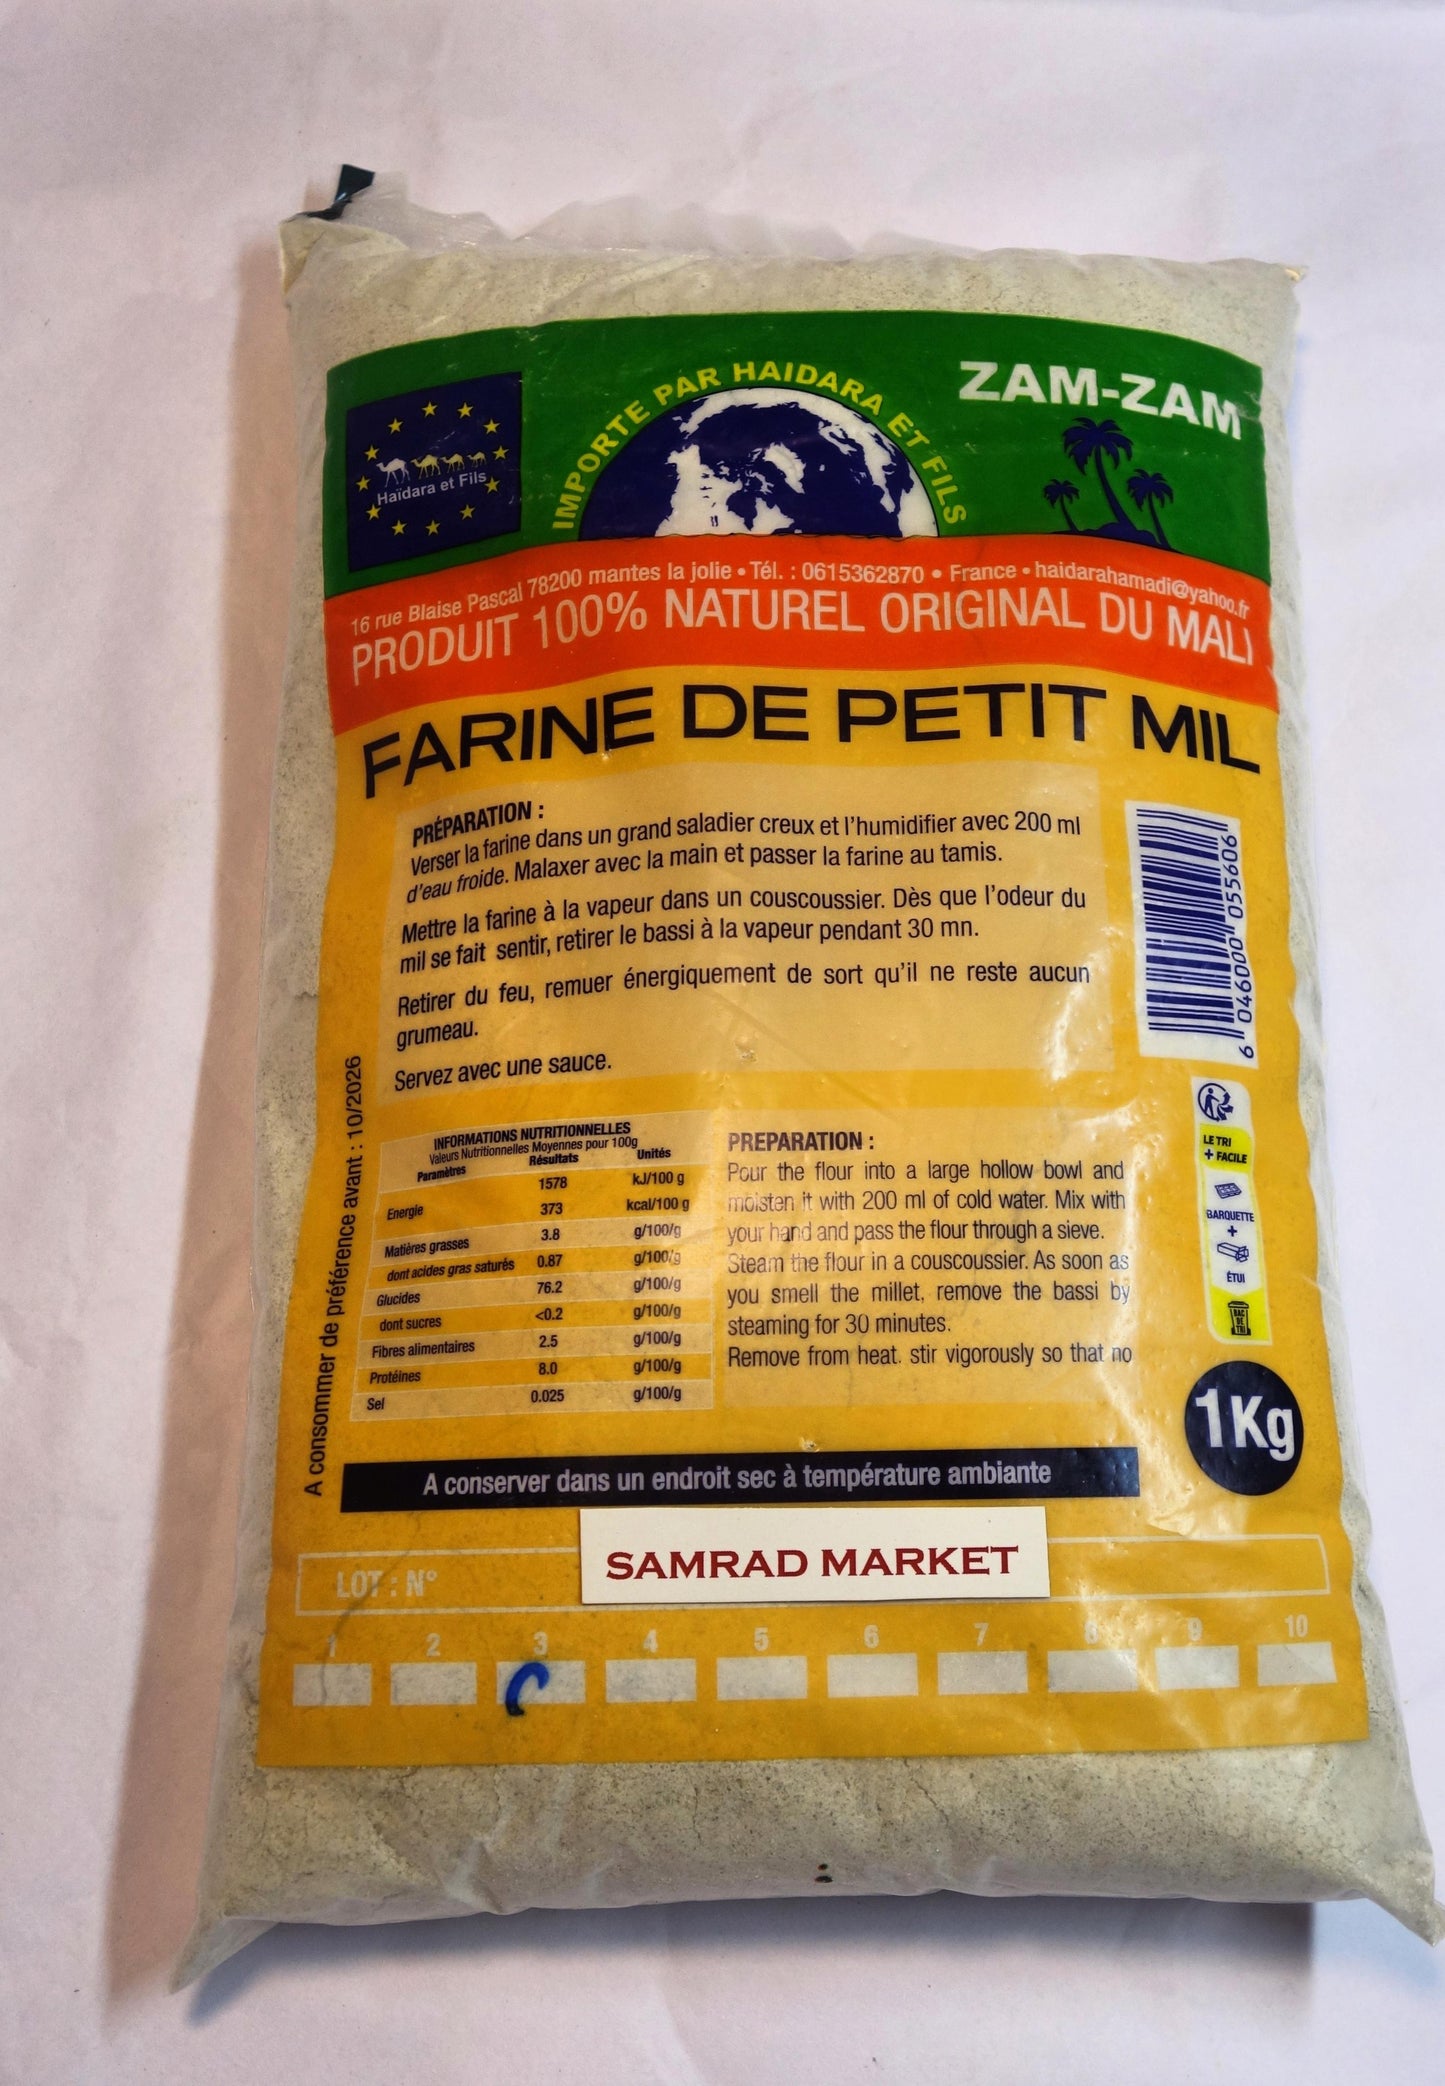 ZAM-ZAM
IMPORTE PAR HAIDARA ET FILS
Haïdara et Fils
16 rue Blaise Pascal 78200 mantes la jolie • Tél. : 0615362870 • France • haidarahamadi@yahoo.fr
PRODUIT 100% NATUREL ORIGINAL DU MALI
FARINE DE PETIT MIL
PRÉPARATION :
Verser la farine dans un grand saladier creux et l'humidifier avec 200 ml
d'eau froide. Malaxer avec la main et passer la farine au tamis.
Mettre la farine à la vapeur dans un couscoussier. Dès que l'odeur du
mil se fait sentir, retirer le bassi à la vapeur pendant 30 mn.
Retirer du feu, remuer énergiquement de sort qu'il ne reste aucun
grumeau.
Servez avec une sauce.
6 046000 055606
A consommer de préférence avant : 10/2026
INFORMATIONS NUTRITIONNELLES
Valeurs Nutritionnelles Moyennes pour 100g
Paramètres Résultats Unités
1578 kJ/100 g
Energie 373 kcal/100 g
Matières grasses 3.8 g/100/g
dont acides gras saturés 0.87 g/100/g
Glucides 76.2 g/100/g
dont sucres <0.2 g/100/g
Fibres alimentaires 2.5 g/100/g
Protéines 8.0 g/100/g
Sel 0.025 g/100/g
PREPARATION :
Pour the flour into a large hollow bowl and
moisten it with 200 ml of cold water. Mix with
your hand and pass the flour through a sieve.
Steam the flour in a couscoussier. As soon as
you smell the millet, remove the bassi by
steaming for 30 minutes.
Remove from heat. stir vigorously so that no
LE TRI
+ FACILE
BARQUETTE
+
ÉTUI
BAC
DE
TRI
1Kg
A conserver dans un endroit sec à température ambiante
SAMRAD MARKET
LOT : N°
1 2 3 4 5 6 7 8 9 10